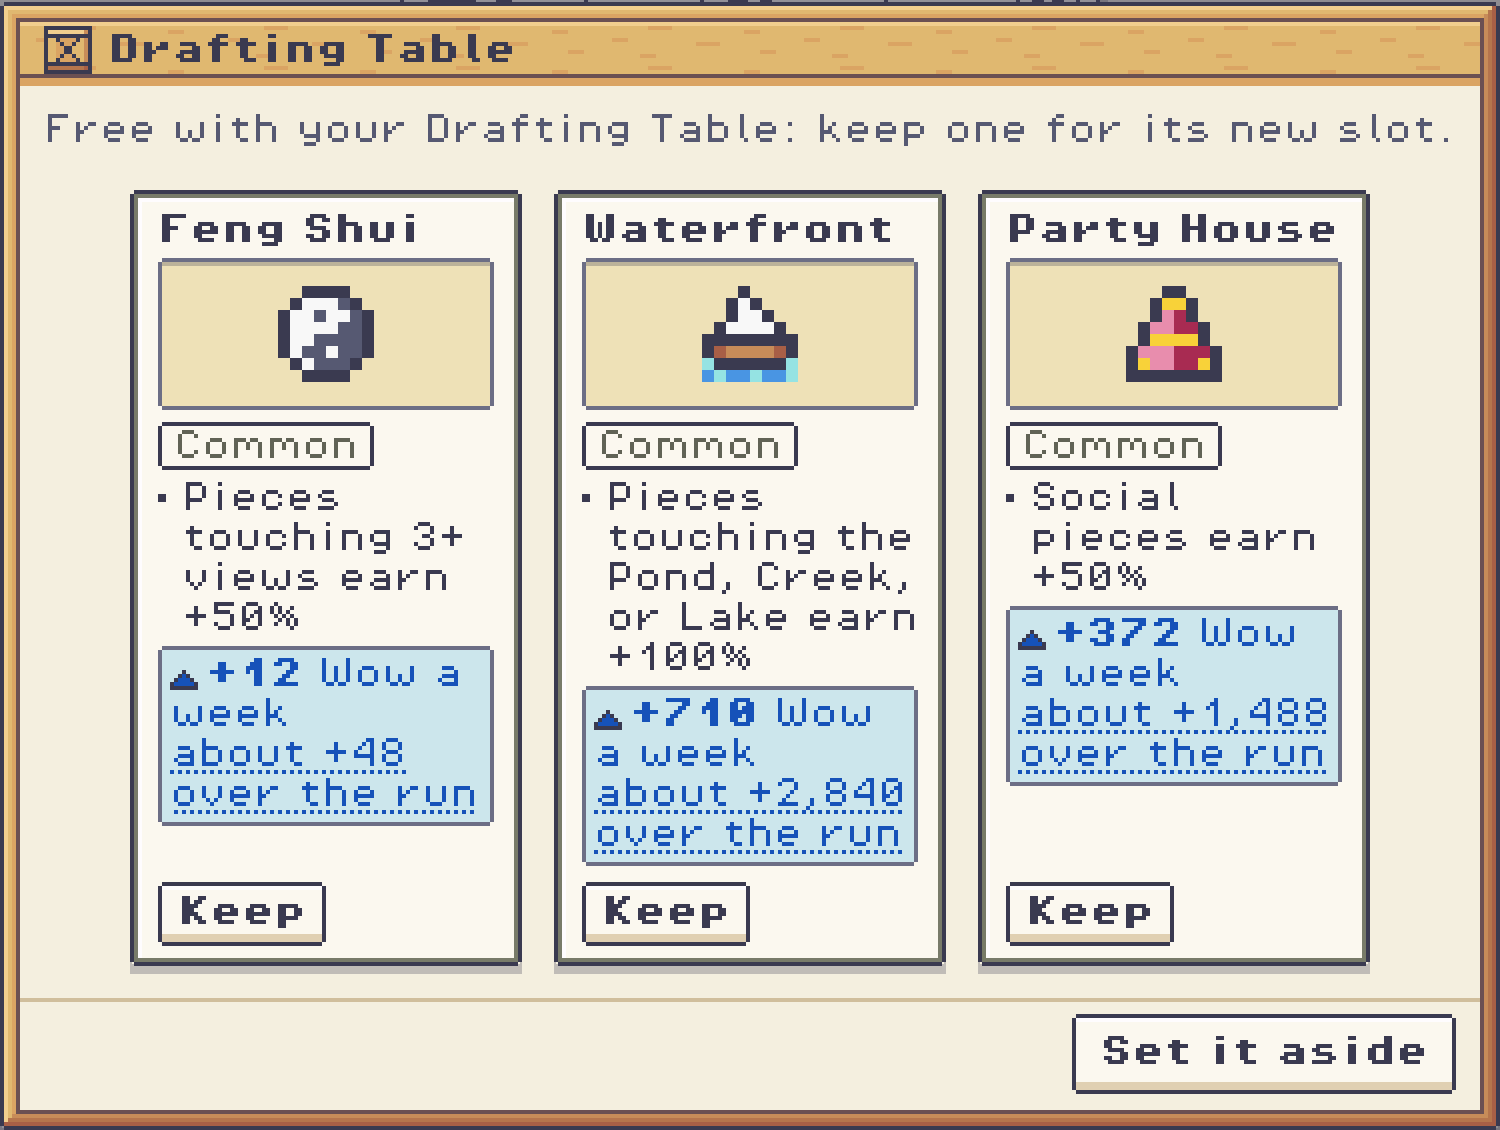 Drafting Table
Free with your Drafting Table: keep one for its new slot.
Feng Shui
Common
▪ Pieces
touching 3+
views earn
+50%
+12 Wow a
week
about +48
over the run
Keep
Waterfront
Common
▪ Pieces
touching the
Pond, Creek,
or Lake earn
+100%
+710 Wow
a week
about +2,840
over the run
Keep
Party House
Common
▪ Social
pieces earn
+50%
+372 Wow
a week
about +1,488
over the run
Keep
Set it aside